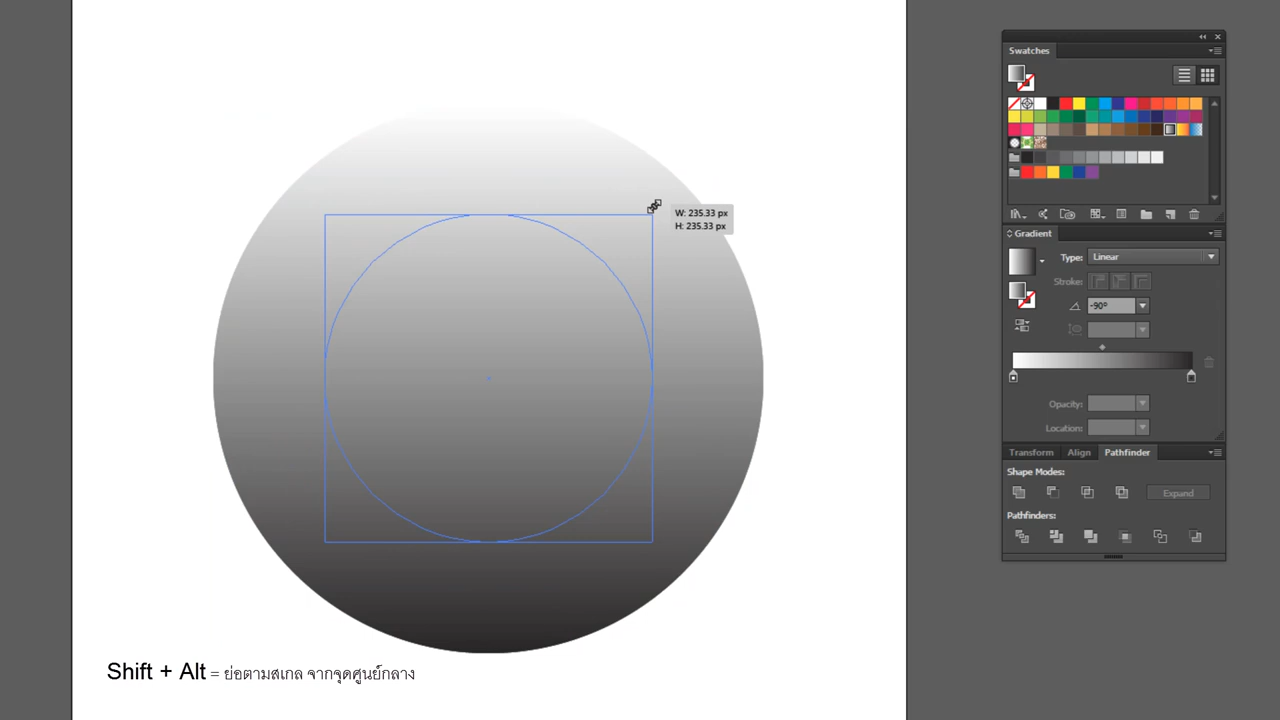 Swatches
W: 235.33 px
H: 235.33 px
Gradient
Type: Linear
Stroke:
-90°
Opacity:
Location:
Transform Align Pathfinder
Shape Modes:
Expand
Pathfinders:
Shift + Alt = ย่อตามสเกล จากจุดศูนย์กลาง